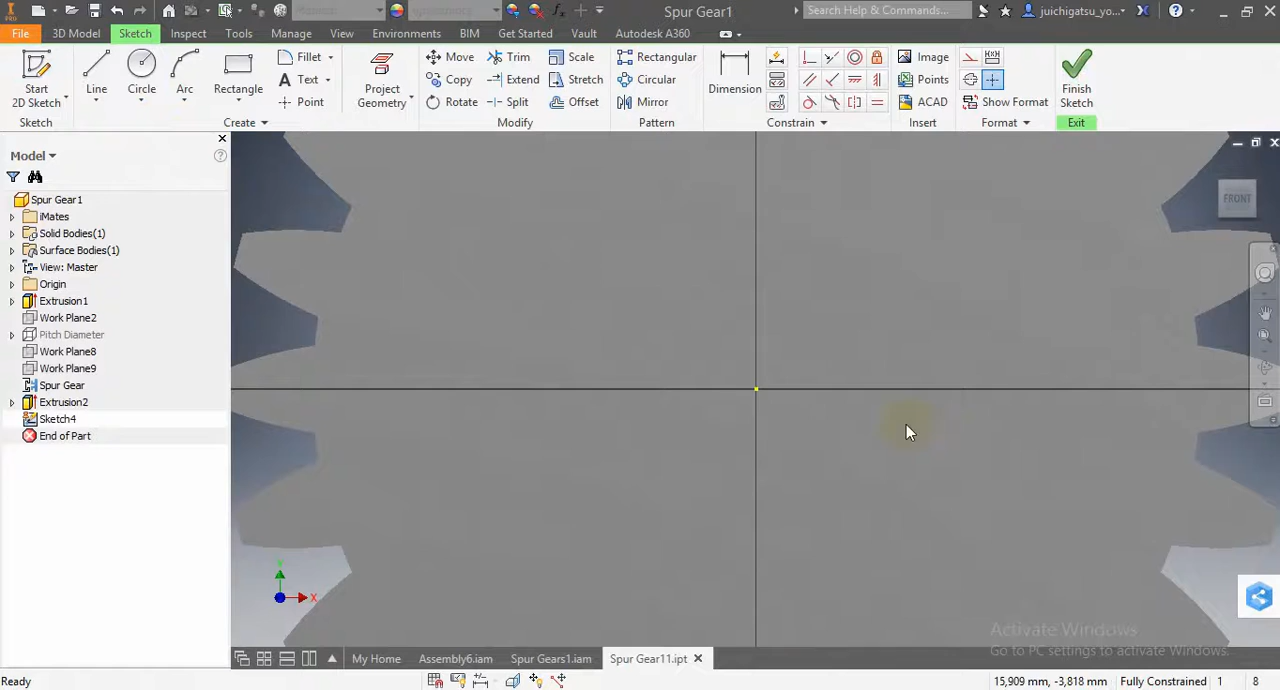 PRO
Spur Gear1
Search Help & Commands...
juichigatsu_yo...
File 3D Model Sketch Inspect Tools Manage View Environments BIM Get Started Vault Autodesk A360
Start
2D Sketch
Line
Circle
Arc
Rectangle
Fillet
Text
Point
Project
Geometry
Move
Copy
Rotate
Trim
Extend
Split
Scale
Stretch
Offset
Rectangular
Circular
Mirror
Dimension
Image
Points
ACAD
Show Format
Finish
Sketch
Sketch Create Modify Pattern Constrain Insert Format Exit
Model
Spur Gear1
iMates
Solid Bodies(1)
Surface Bodies(1)
View: Master
Origin
Extrusion1
Work Plane2
Pitch Diameter
Work Plane8
Work Plane9
Spur Gear
Extrusion2
Sketch4
End of Part
FRONT
Y
X
Activate Windows
Go to PC settings to activate Windows.
My Home Assembly6.iam Spur Gears1.iam Spur Gear11.ipt
Ready 15,909 mm, -3,818 mm Fully Constrained 1 8